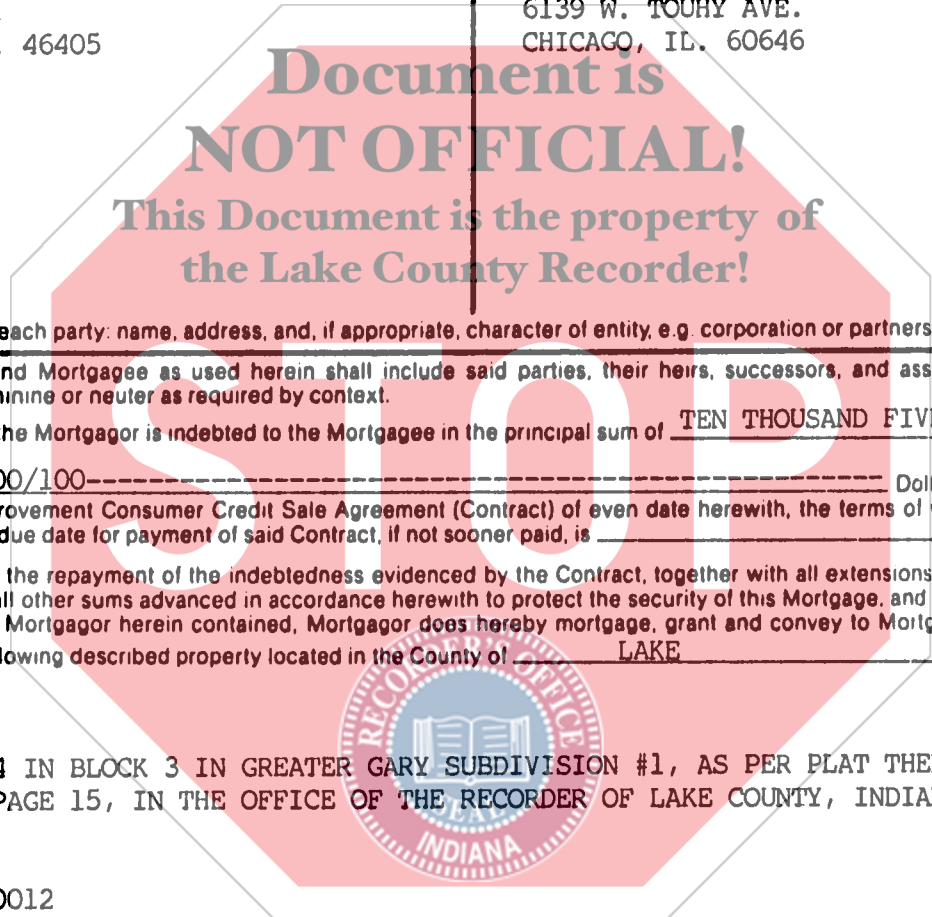 6139 W. TOUHY AVE.
46405
CHICAGO, IL. 60646
Document is
NOT OFFICIAL!
This Document is the property of
the Lake County Recorder!
each party: name, address, and, if appropriate, character of entity, e.g. corporation or partners
nd Mortgagee as used herein shall include said parties, their heirs, successors, and ass
inine or neuter as required by context.
he Mortgagor is indebted to the Mortgagee in the principal sum of TEN THOUSAND FIV
00/100------------------------------------------------------------ Doll
STOP
rovement Consumer Credit Sale Agreement (Contract) of even date herewith, the terms of
due date for payment of said Contract, if not sooner paid, is
the repayment of the indebtedness evidenced by the Contract, together with all extensions
ll other sums advanced in accordance herewith to protect the security of this Mortgage, and
Mortgagor herein contained, Mortgagor does hereby mortgage, grant and convey to Mortg
lowing described property located in the County of LAKE
RECORDER'S OFFICE
4 IN BLOCK 3 IN GREATER GARY SUBDIVISION #1, AS PER PLAT THE
PAGE 15, IN THE OFFICE OF THE RECORDER OF LAKE COUNTY, INDIA
SEAL
INDIANA
0012